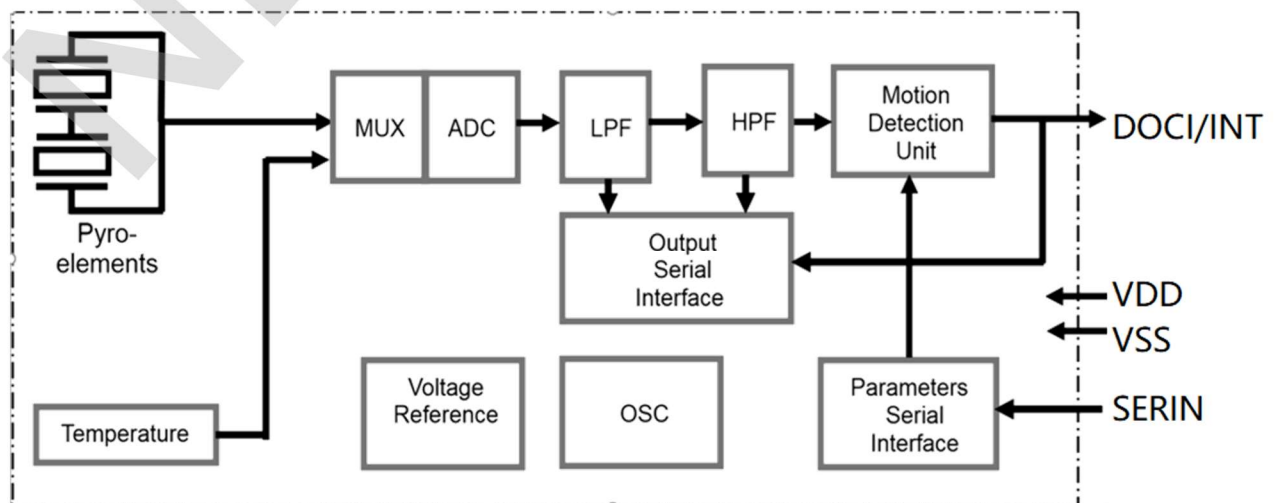 Pyro-
elements
MUX
ADC
LPF
HPF
Motion
Detection
Unit
DOCI/INT
Output
Serial
Interface
VDD
VSS
Temperature
Voltage
Reference
OSC
Parameters
Serial
Interface
SERIN